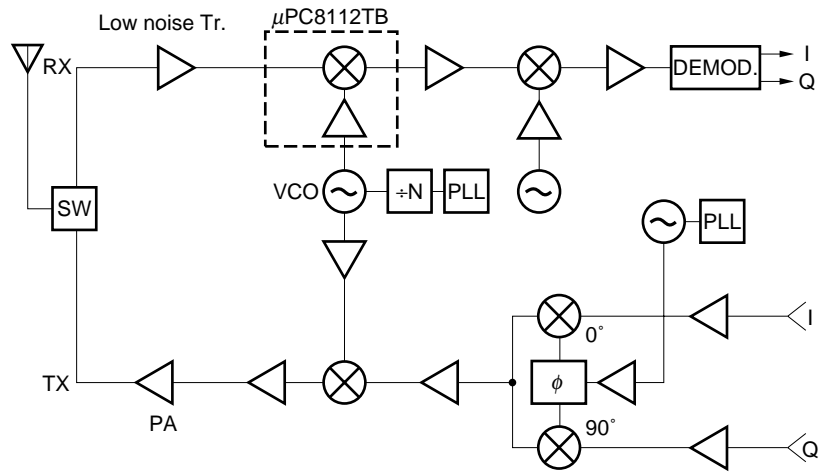 Low noise Tr.
μPC8112TB
RX
DEMOD.
I
Q
VCO
÷N
PLL
SW
PLL
0°
I
TX
PA
ϕ
90°
Q